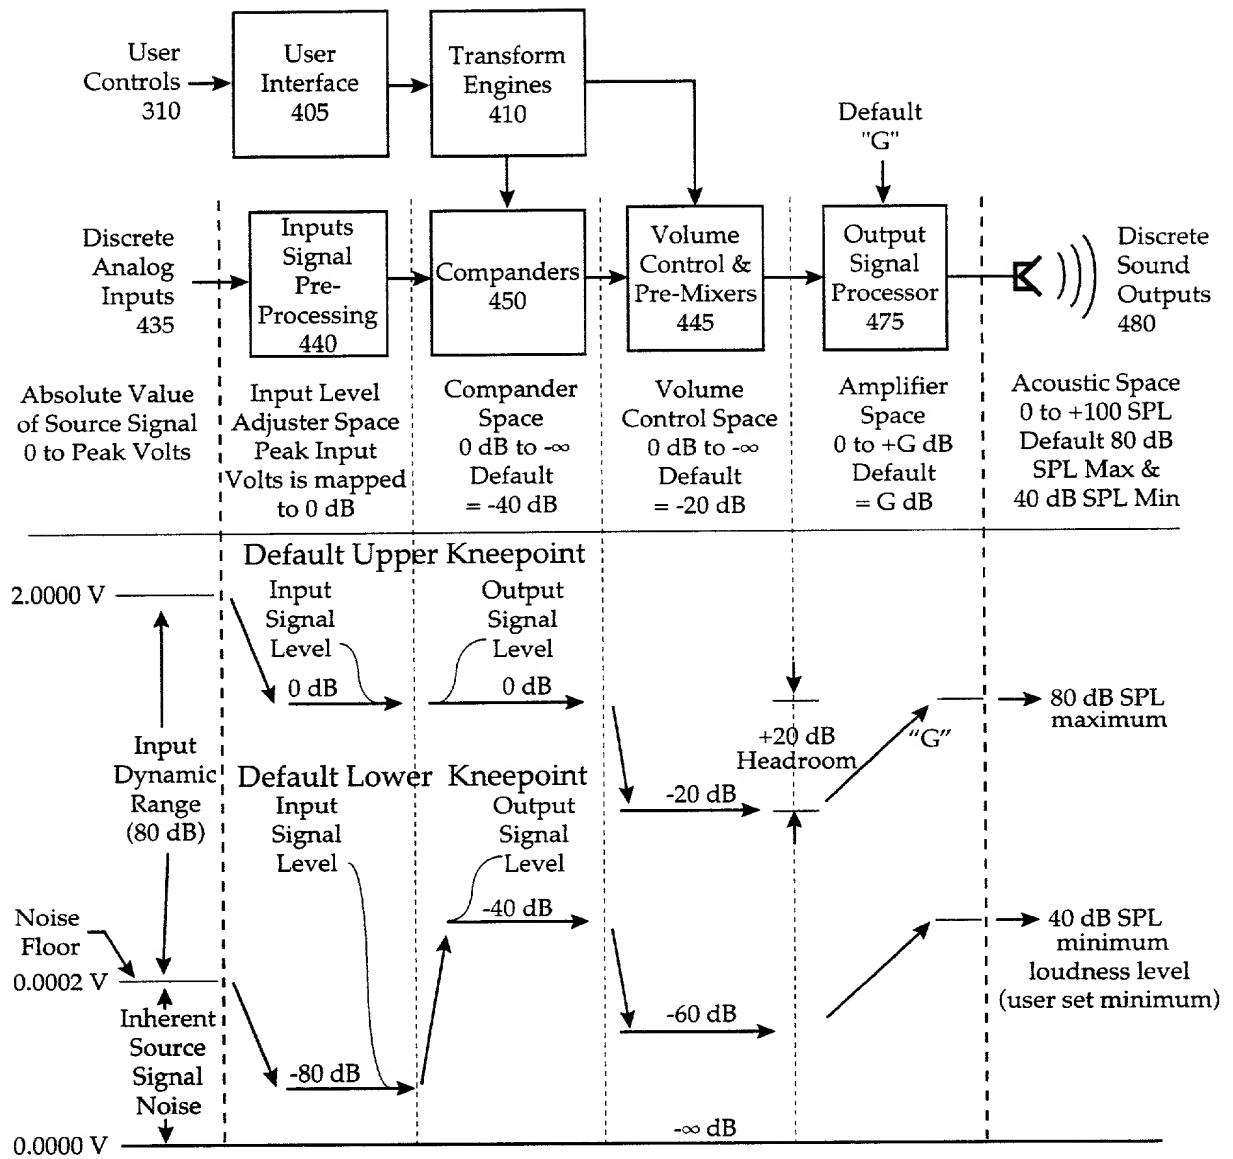 User
Controls
310
User
Interface
405
Transform
Engines
410
Default
"G"
Discrete
Analog
Inputs
435
Inputs
Signal
Pre-
Processing
440
Companders
450
Volume
Control &
Pre-Mixers
445
Output
Signal
Processor
475
Discrete
Sound
Outputs
480
Absolute Value
of Source Signal
0 to Peak Volts
Input Level
Adjuster Space
Peak Input
Volts is mapped
to 0 dB
Compander
Space
0 dB to -∞
Default
= -40 dB
Volume
Control Space
0 dB to -∞
Default
= -20 dB
Amplifier
Space
0 to +G dB
Default
= G dB
Acoustic Space
0 to +100 SPL
Default 80 dB
SPL Max &
40 dB SPL Min
Default Upper Kneepoint
2.0000 V
Input
Signal
Level
0 dB
Output
Signal
Level
0 dB
80 dB SPL
maximum
+20 dB
Headroom
"G"
Input
Dynamic
Range
(80 dB)
Default Lower Kneepoint
Input
Signal
Level
Output
Signal
Level
-20 dB
-40 dB
Noise
Floor
0.0002 V
40 dB SPL
minimum
loudness level
(user set minimum)
-60 dB
Inherent
Source
Signal
Noise
-80 dB
0.0000 V
-∞ dB